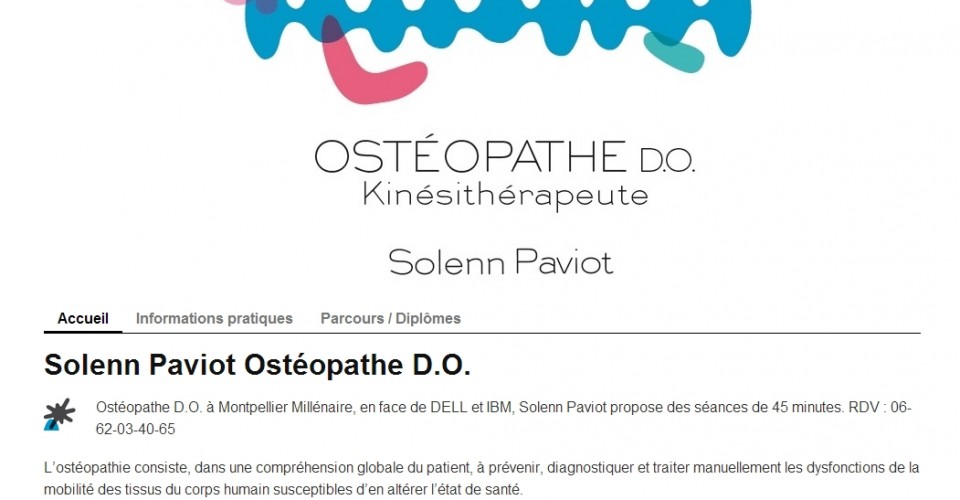 OSTÉOPATHE D.O.
Kinésithérapeute
Solenn Paviot
Accueil Informations pratiques Parcours / Diplômes
Solenn Paviot Ostéopathe D.O.
Ostéopathe D.O. à Montpellier Millénaire, en face de DELL et IBM, Solenn Paviot propose des séances de 45 minutes. RDV : 06-
62-03-40-65
L'ostéopathie consiste, dans une compréhension globale du patient, à prévenir, diagnostiquer et traiter manuellement les dysfonctions de la
mobilité des tissus du corps humain susceptibles d'en altérer l'état de santé.